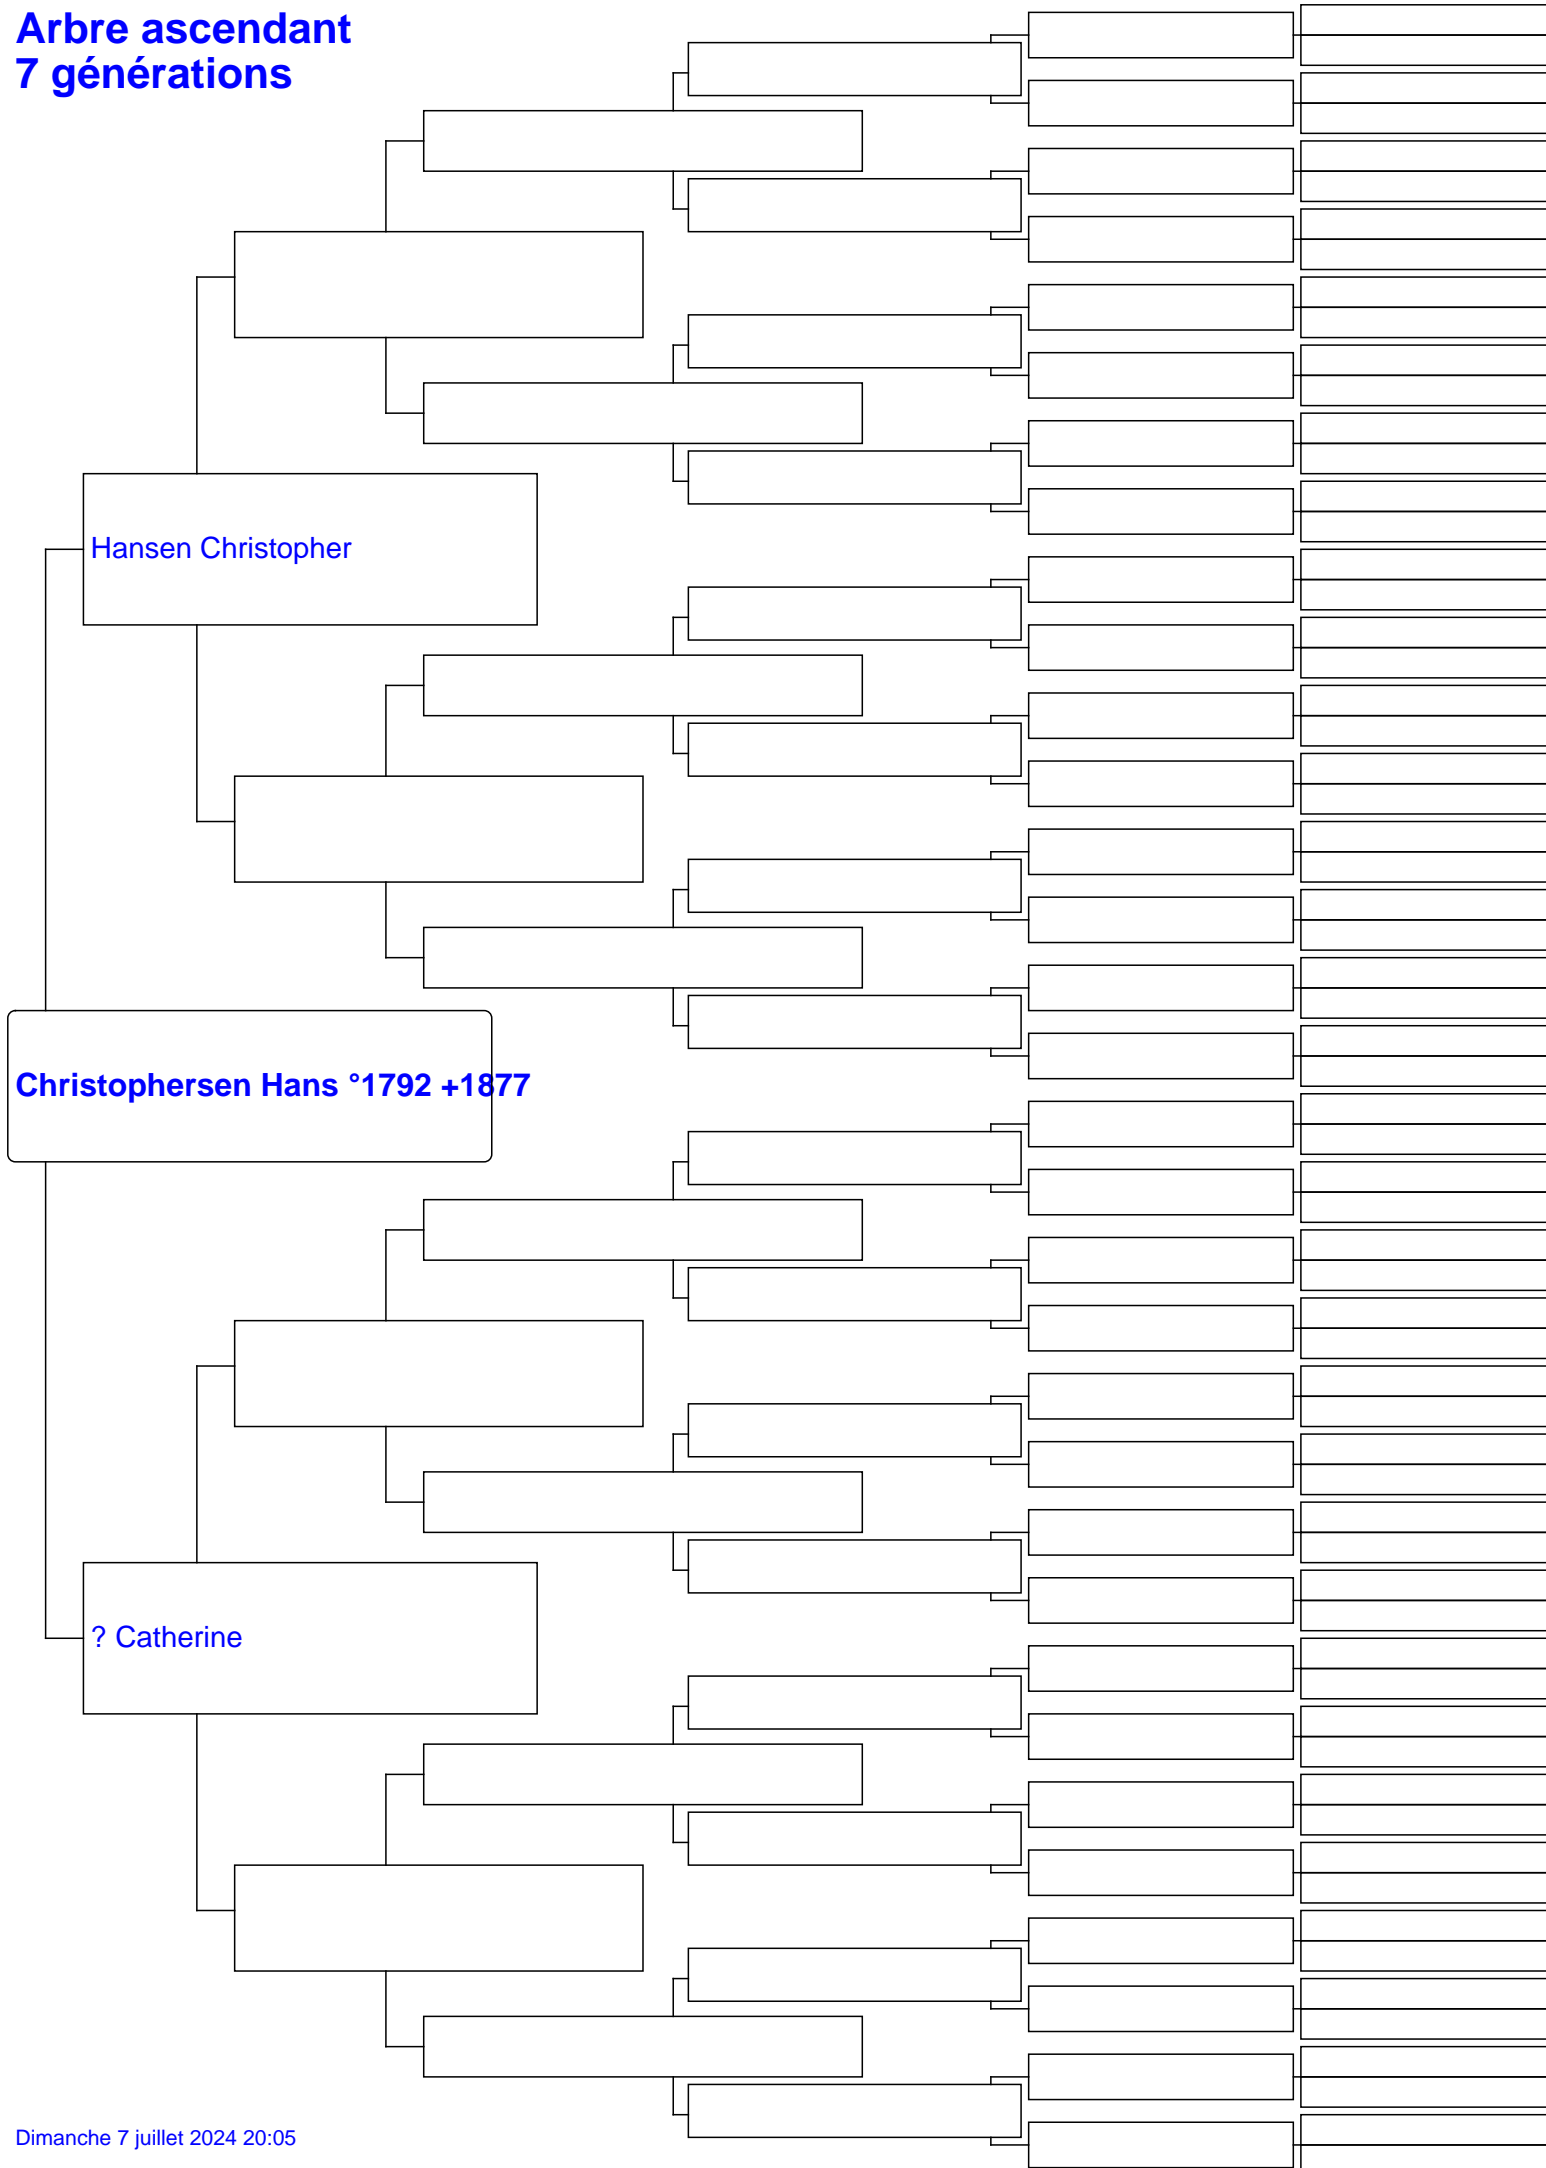 Arbre ascendant
7 générations
Hansen Christopher
Christophersen Hans °1792 +1877
? Catherine
Dimanche 7 juillet 2024 20:05